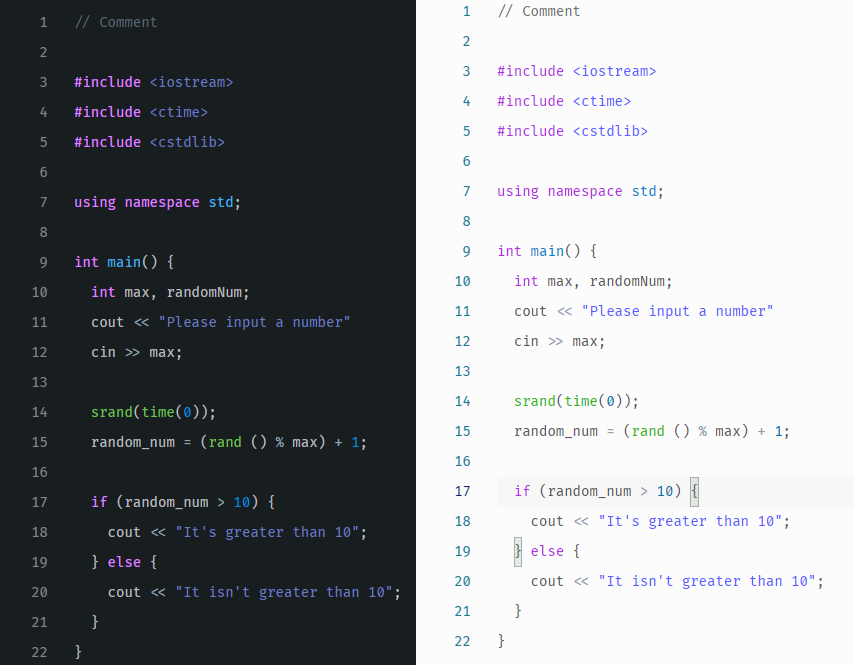 1 // Comment
2
3 #include <iostream>
4 #include <ctime>
5 #include <cstdlib>
6
7 using namespace std;
8
9 int main() {
10 int max, randomNum;
11 cout << "Please input a number"
12 cin >> max;
13
14 srand(time(0));
15 random_num = (rand () % max) + 1;
16
17 if (random_num > 10) {
18 cout << "It's greater than 10";
19 } else {
20 cout << "It isn't greater than 10";
21 }
22 }
1 // Comment
2
3 #include <iostream>
4 #include <ctime>
5 #include <cstdlib>
6
7 using namespace std;
8
9 int main() {
10 int max, randomNum;
11 cout << "Please input a number"
12 cin >> max;
13
14 srand(time(0));
15 random_num = (rand () % max) + 1;
16
17 if (random_num > 10) {
18 cout << "It's greater than 10";
19 } else {
20 cout << "It isn't greater than 10";
21 }
22 }